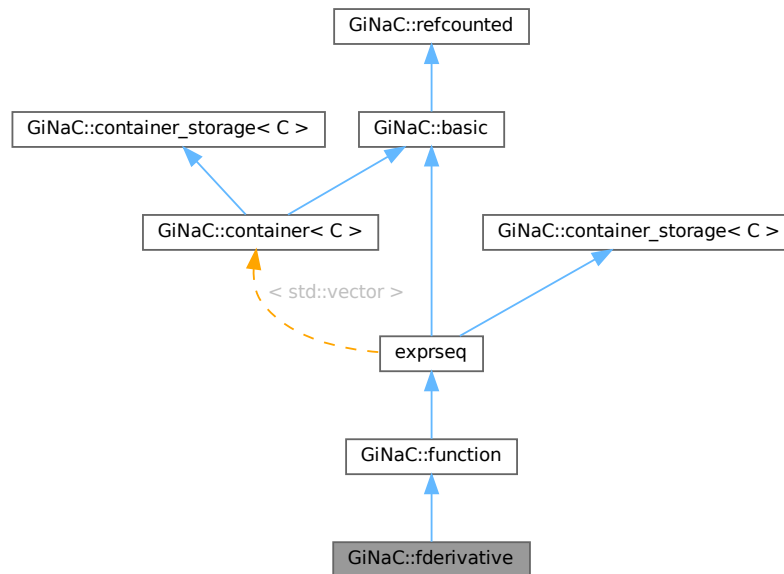 GiNaC::refcounted
GiNaC::container_storage< C >
GiNaC::basic
GiNaC::container< C >
GiNaC::container_storage< C >
< std::vector >
exprseq
GiNaC::function
GiNaC::fderivative